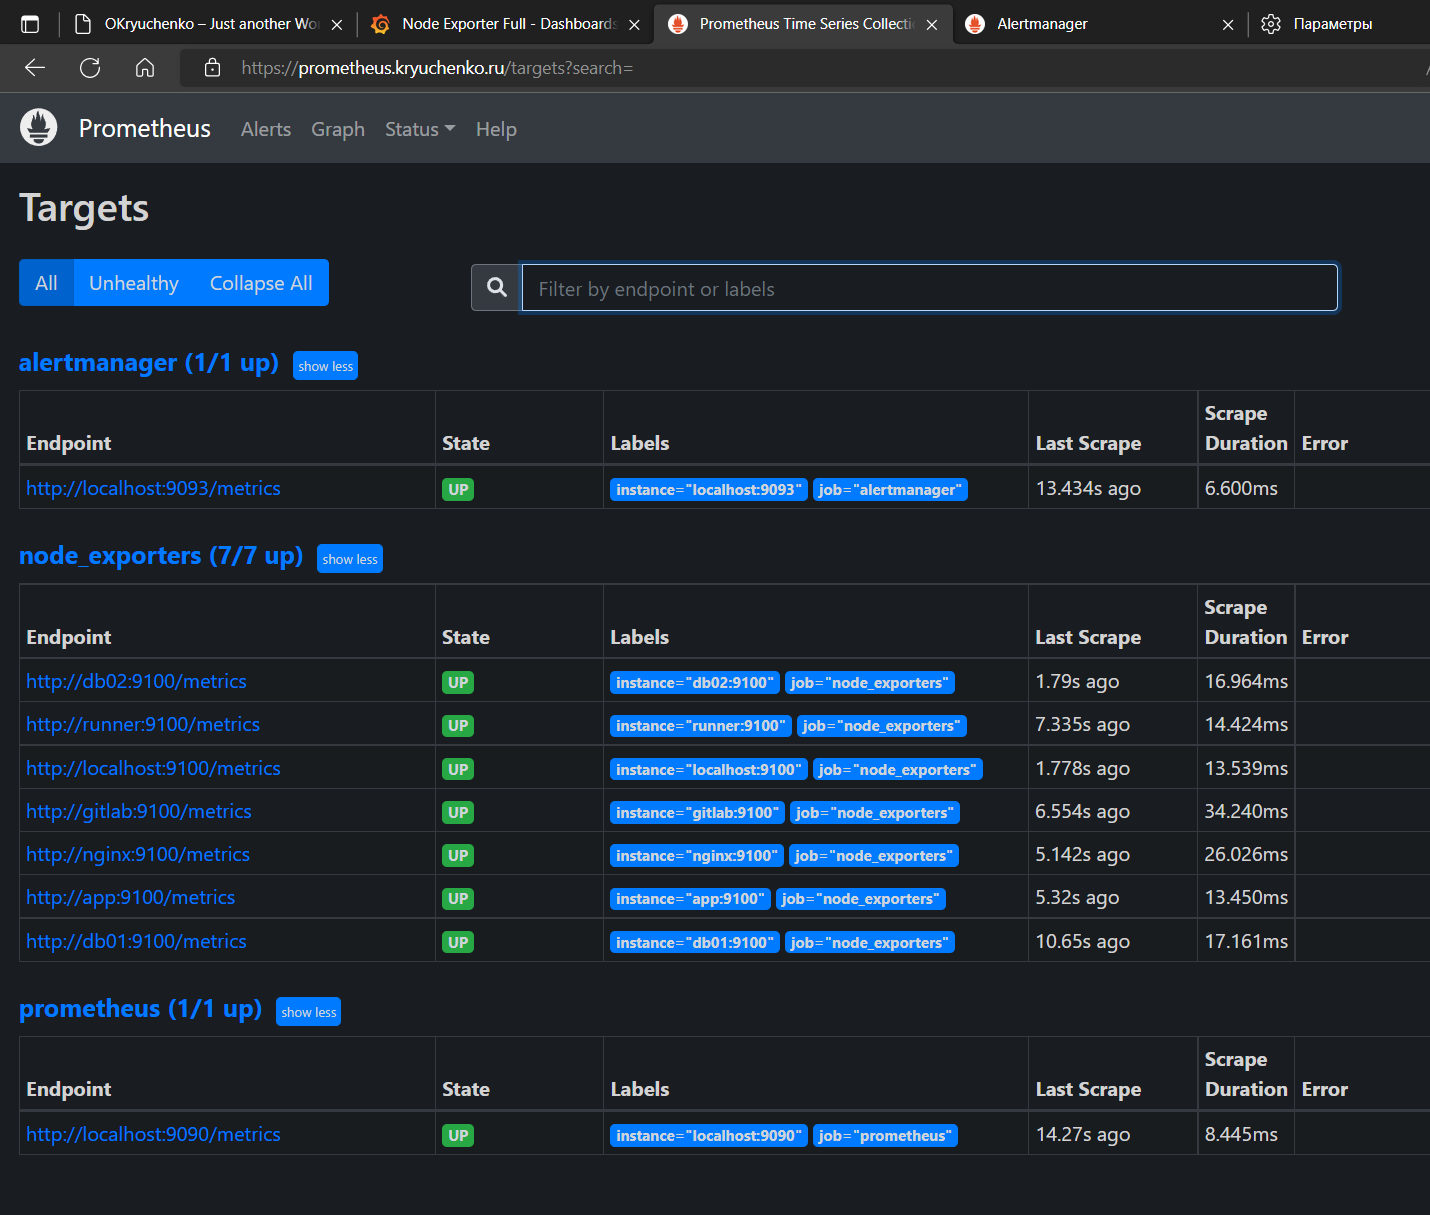 OKryuchenko – Just another Wo
Node Exporter Full - Dashboards
Prometheus Time Series Collecti
Alertmanager
Параметры
https://prometheus.kryuchenko.ru/targets?search=
Prometheus Alerts Graph Status Help
Targets
All Unhealthy Collapse All
Filter by endpoint or labels
alertmanager (1/1 up) show less
Endpoint State Labels Last Scrape Scrape Duration Error
http://localhost:9093/metrics UP instance="localhost:9093" job="alertmanager" 13.434s ago 6.600ms
node_exporters (7/7 up) show less
Endpoint State Labels Last Scrape Scrape Duration Error
http://db02:9100/metrics UP instance="db02:9100" job="node_exporters" 1.79s ago 16.964ms
http://runner:9100/metrics UP instance="runner:9100" job="node_exporters" 7.335s ago 14.424ms
http://localhost:9100/metrics UP instance="localhost:9100" job="node_exporters" 1.778s ago 13.539ms
http://gitlab:9100/metrics UP instance="gitlab:9100" job="node_exporters" 6.554s ago 34.240ms
http://nginx:9100/metrics UP instance="nginx:9100" job="node_exporters" 5.142s ago 26.026ms
http://app:9100/metrics UP instance="app:9100" job="node_exporters" 5.32s ago 13.450ms
http://db01:9100/metrics UP instance="db01:9100" job="node_exporters" 10.65s ago 17.161ms
prometheus (1/1 up) show less
Endpoint State Labels Last Scrape Scrape Duration Error
http://localhost:9090/metrics UP instance="localhost:9090" job="prometheus" 14.27s ago 8.445ms